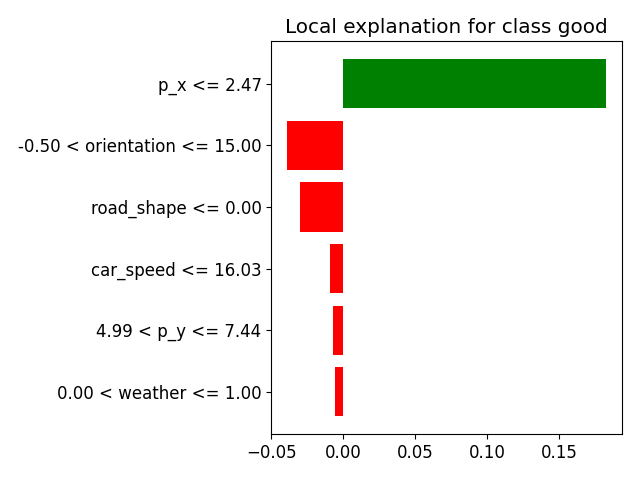 Local explanation for class good
p_x <= 2.47
-0.50 < orientation <= 15.00
road_shape <= 0.00
car_speed <= 16.03
4.99 < p_y <= 7.44
0.00 < weather <= 1.00
−0.05 0.00 0.05 0.10 0.15